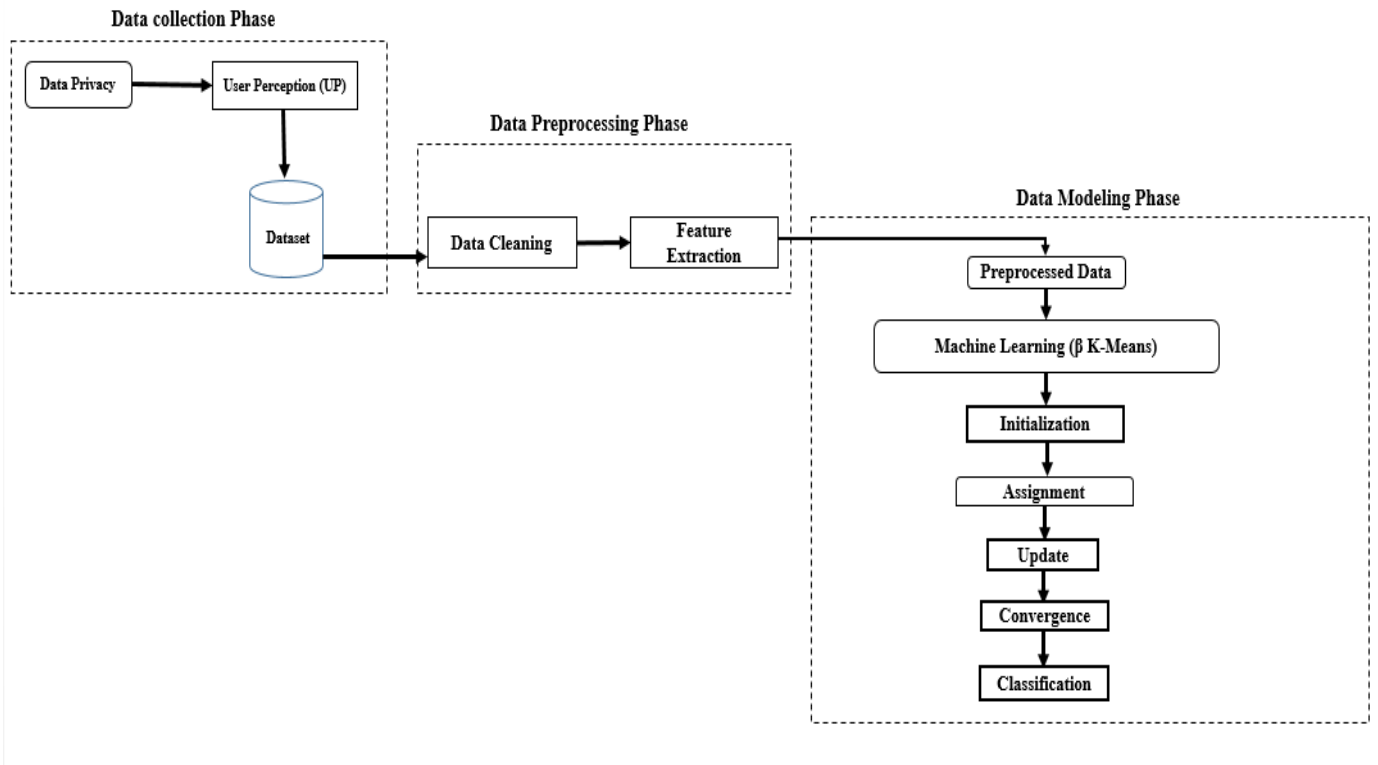 Data collection Phase
Data Privacy
User Perception (UP)
Dataset
Data Preprocessing Phase
Data Cleaning
Feature
Extraction
Data Modeling Phase
Preprocessed Data
Machine Learning (β K-Means)
Initialization
Assignment
Update
Convergence
Classification